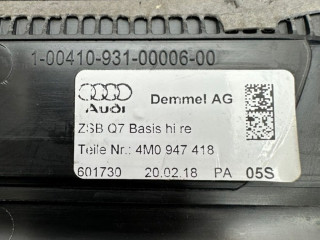 1-00410-931-00006-00
Audi Demmel AG
ZSB Q7 Basis hi re
Teile Nr.: 4M0 947 418
601730 20.02.18 PA 05S